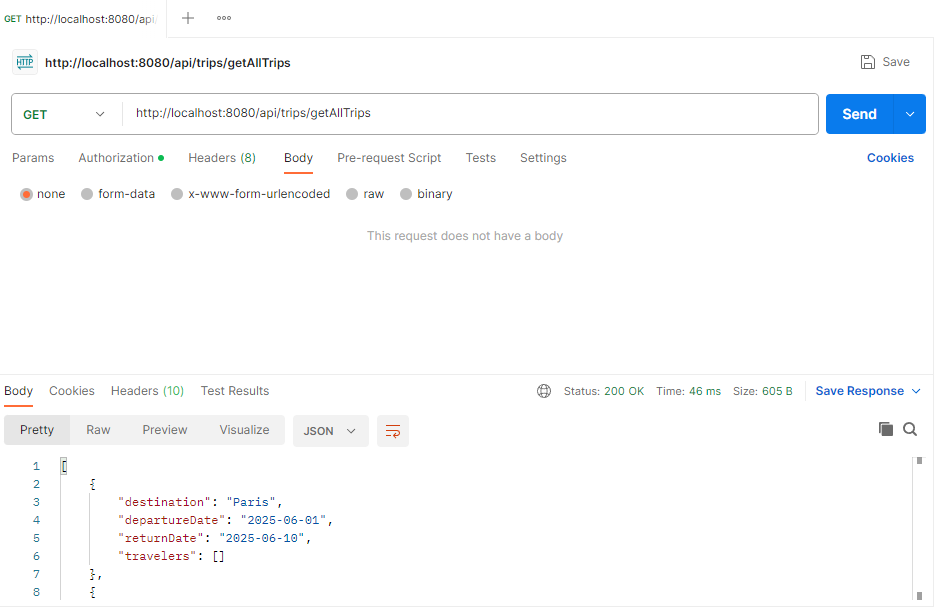 GET http://localhost:8080/api/
HTTP http://localhost:8080/api/trips/getAllTrips Save
GET http://localhost:8080/api/trips/getAllTrips Send
Params Authorization Headers (8) Body Pre-request Script Tests Settings Cookies
none form-data x-www-form-urlencoded raw binary
This request does not have a body
Body Cookies Headers (10) Test Results Status: 200 OK Time: 46 ms Size: 605 B Save Response
Pretty Raw Preview Visualize JSON
1 [
2 {
3 "destination": "Paris",
4 "departureDate": "2025-06-01",
5 "returnDate": "2025-06-10",
6 "travelers": []
7 },
8 {